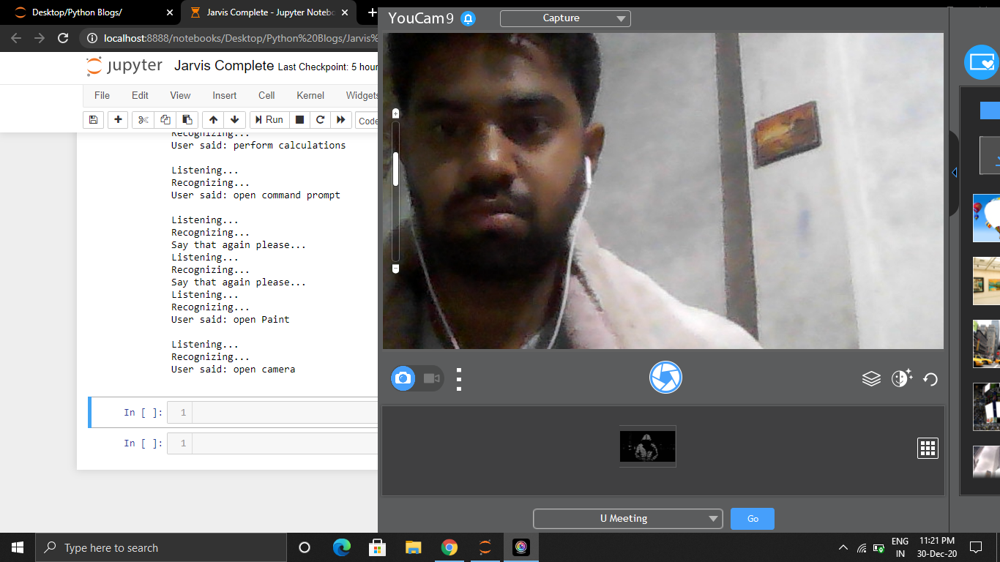 Desktop/Python Blogs/
Jarvis Complete - Jupyter Notebo
localhost:8888/notebooks/Desktop/Python%20Blogs/Jarvis%
jupyter Jarvis Complete Last Checkpoint: 5 hour
File Edit View Insert Cell Kernel Widgets
Run Code
Recognizing...
User said: perform calculations
Listening...
Recognizing...
User said: open command prompt
Listening...
Recognizing...
Say that again please...
Listening...
Recognizing...
Say that again please...
Listening...
Recognizing...
User said: open Paint
Listening...
Recognizing...
User said: open camera
In [ ]: 1
In [ ]: 1
YouCam 9 Capture
U Meeting Go
Type here to search
ENG 11:21 PM
IN 30-Dec-20